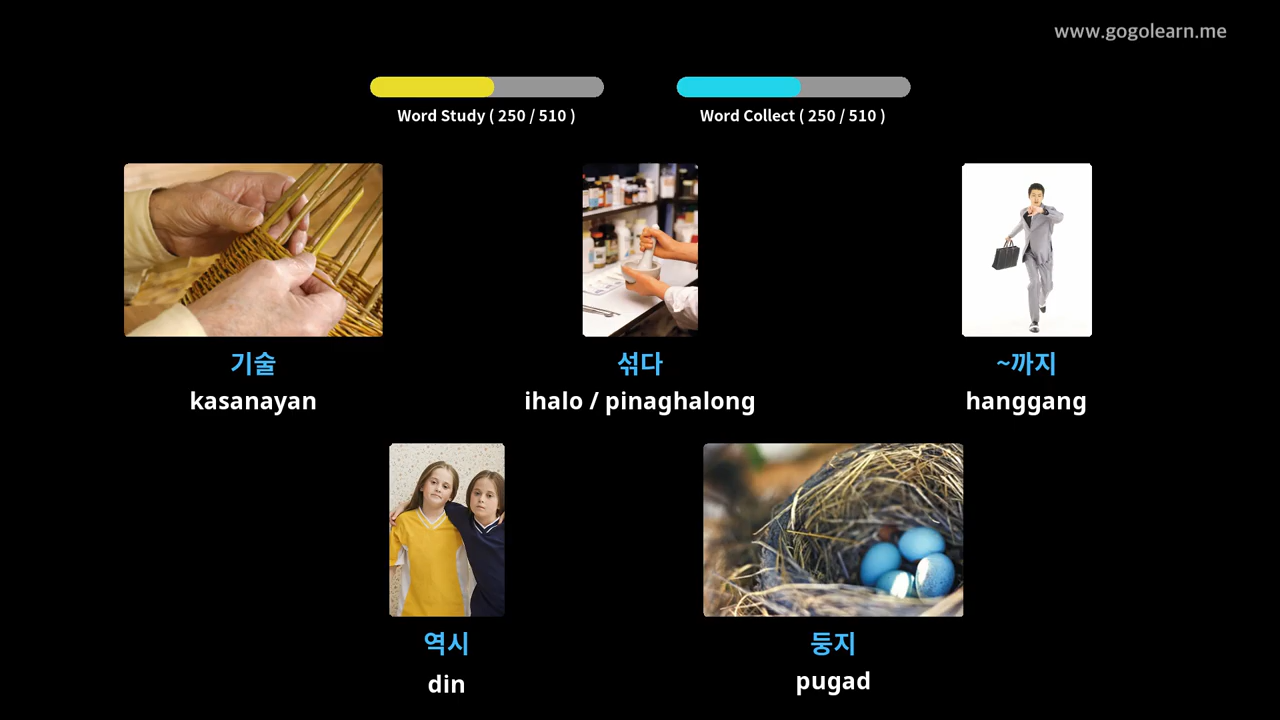 www.gogolearn.me
Word Study ( 250 / 510 )
Word Collect ( 250 / 510 )
기술
kasanayan
섞다
ihalo / pinaghalong
~까지
hanggang
역시
din
둥지
pugad